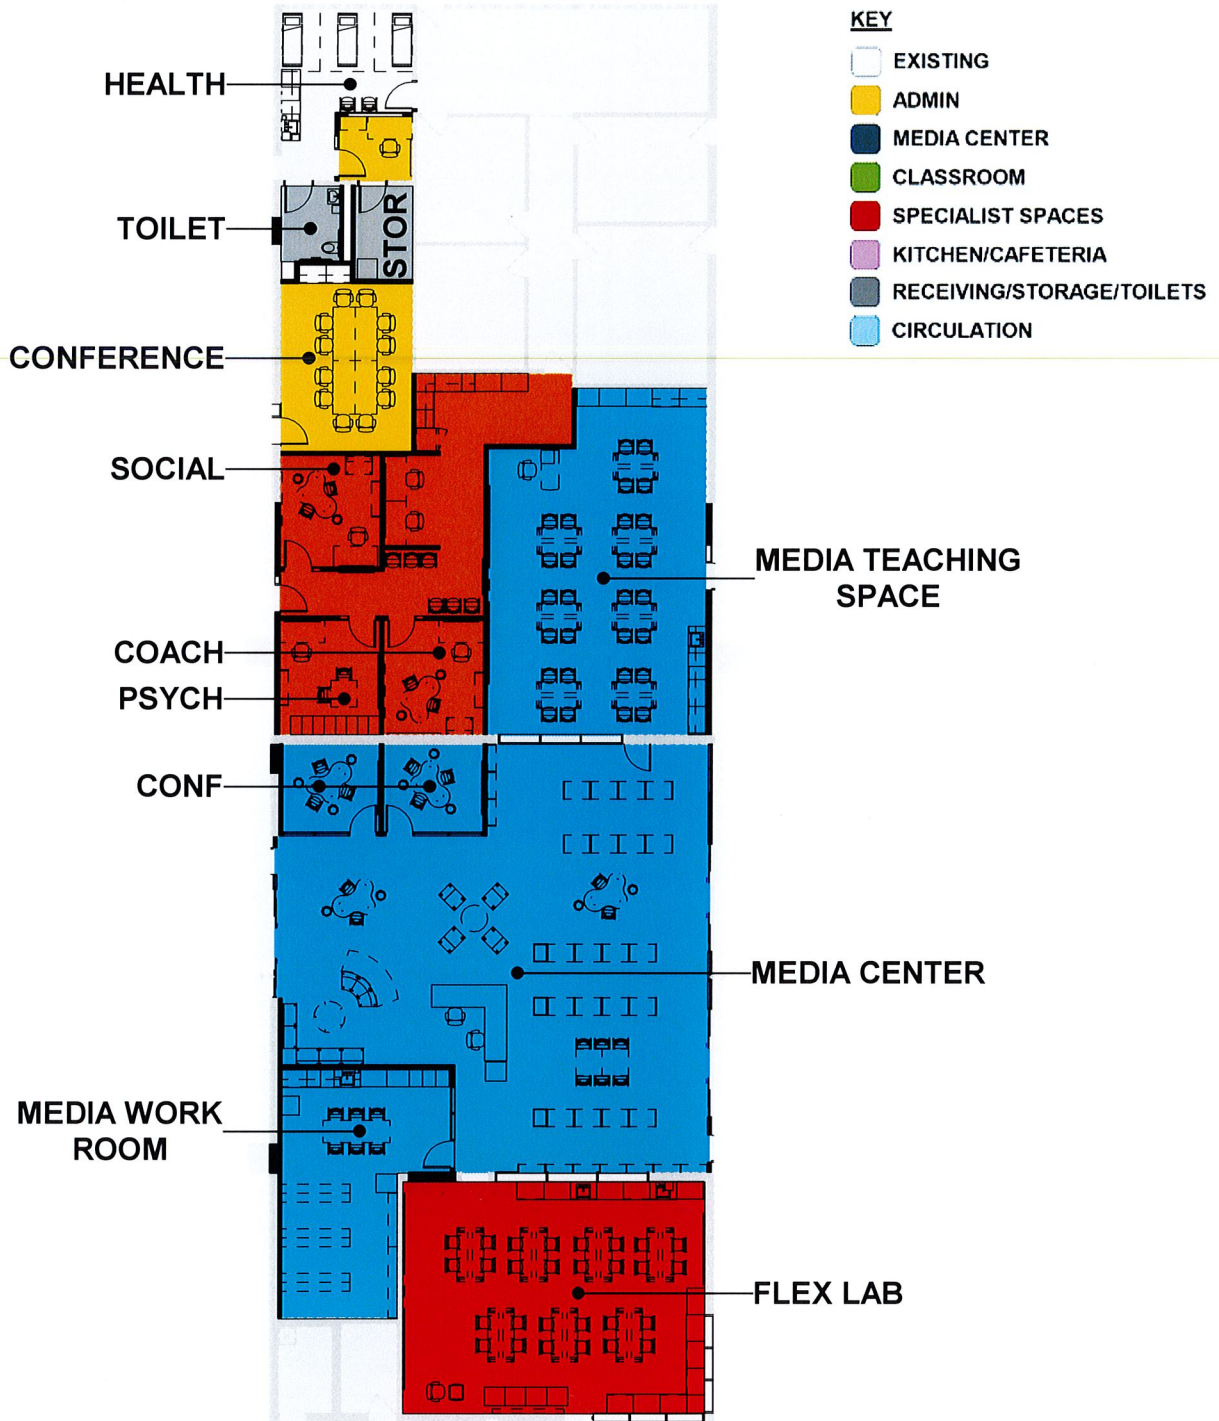 KEY
EXISTING
ADMIN
MEDIA CENTER
CLASSROOM
SPECIALIST SPACES
KITCHEN/CAFETERIA
RECEIVING/STORAGE/TOILETS
CIRCULATION
HEALTH
TOILET
STOR
CONFERENCE
SOCIAL
MEDIA TEACHING
SPACE
COACH
PSYCH
CONF
MEDIA CENTER
MEDIA WORK
ROOM
FLEX LAB